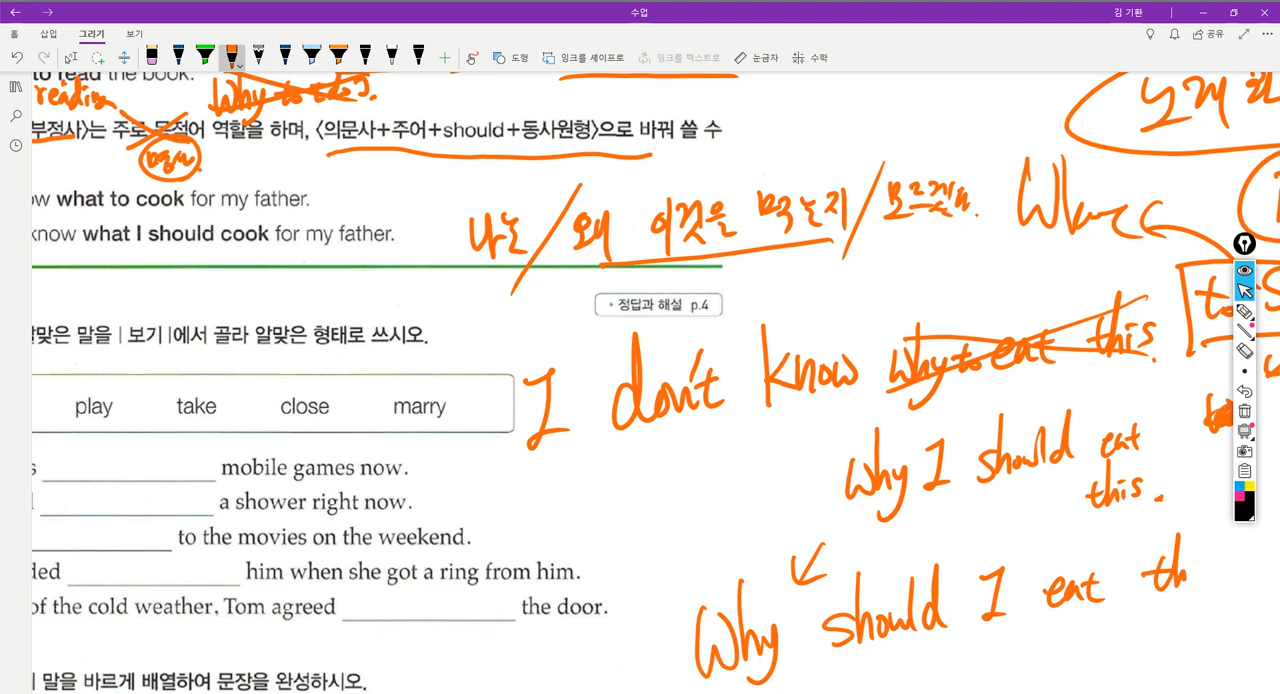 수업
김 기환
홈 삽입 그리기 보기
공유
도형 잉크를 셰이프로 잉크를 텍스트로 눈금자 수학
to read the book.
reading
Why to
부정사〉는 주로 목적어 역할을 하며, 〈의문사+주어+should+동사원형〉으로 바꿔 쓸 수
명사
ow what to cook for my father.
know what I should cook for my father.
나는 / 왜 이것을 먹는지 / 모르겠다.
• 정답과 해설 p.4
알맞은 말을 | 보기 |에서 골라 알맞은 형태로 쓰시오.
I don't know why to eat this.
play take close marry
Why I should eat
this.
s ________ mobile games now.
________ a shower right now.
________ to the movies on the weekend.
ded ________ him when she got a ring from him.
of the cold weather, Tom agreed ________ the door.
Why should I eat th
말을 바르게 배열하여 문장을 완성하시오.